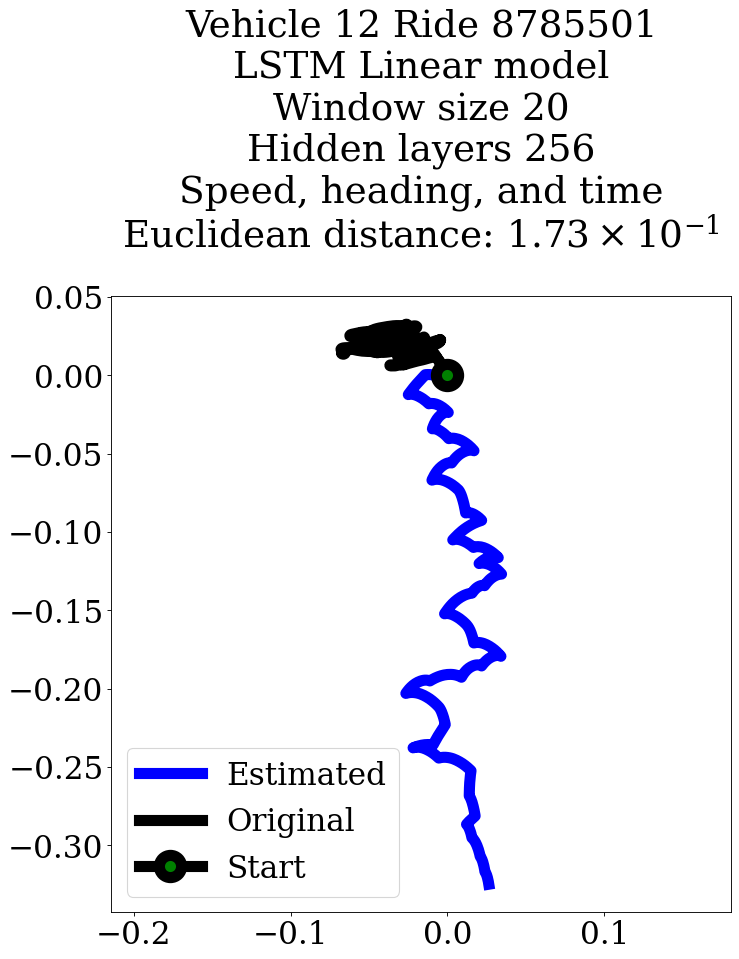 Vehicle 12 Ride 8785501
LSTM Linear model
Window size 20
Hidden layers 256
Speed, heading, and time
Euclidean distance: 1.73 × 10⁻¹
0.05
0.00
−0.05
−0.10
−0.15
−0.20
−0.25
−0.30
Estimated
Original
Start
−0.2
−0.1
0.0
0.1